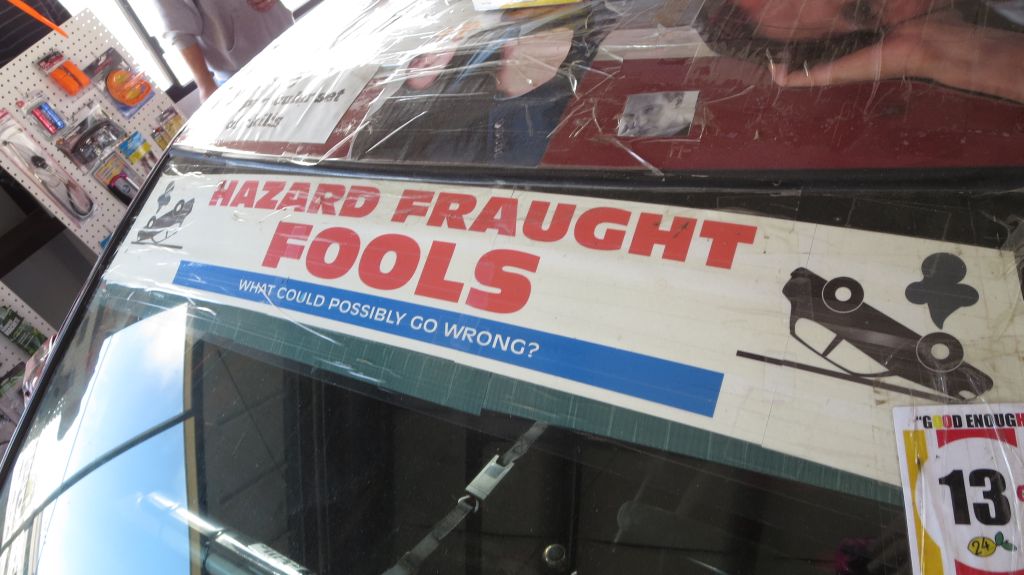 HAZARD FRAUGHT
FOOLS
WHAT COULD POSSIBLY GO WRONG?
"GOOD ENOUGH
13
24